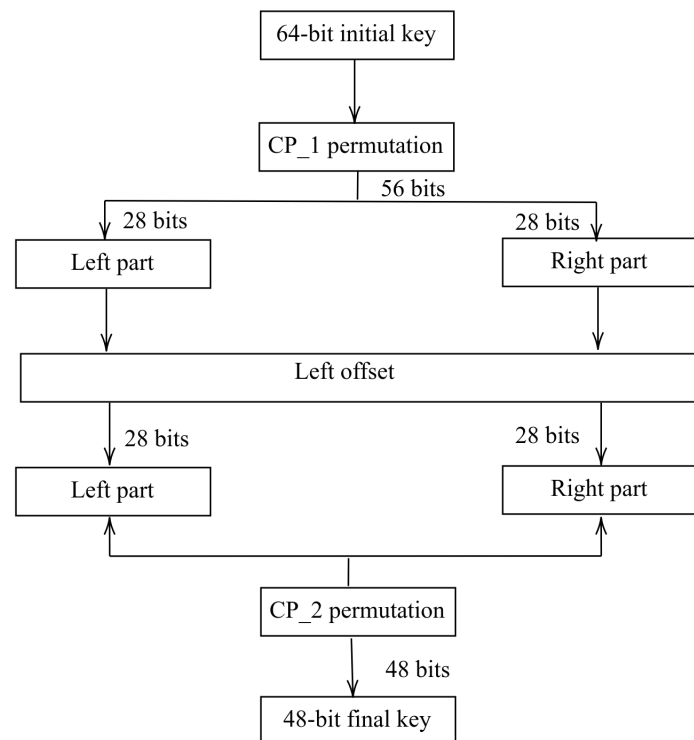 64-bit initial key
CP_1 permutation
56 bits
28 bits
28 bits
Left part
Right part
Left offset
28 bits
28 bits
Left part
Right part
CP_2 permutation
48 bits
48-bit final key